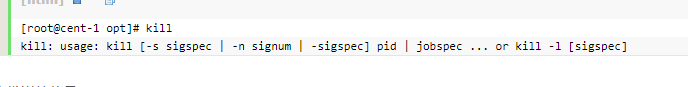 [root@cent-1 opt]# kill
kill: usage: kill [-s sigspec | -n signum | -sigspec] pid | jobspec ... or kill -l [sigspec]